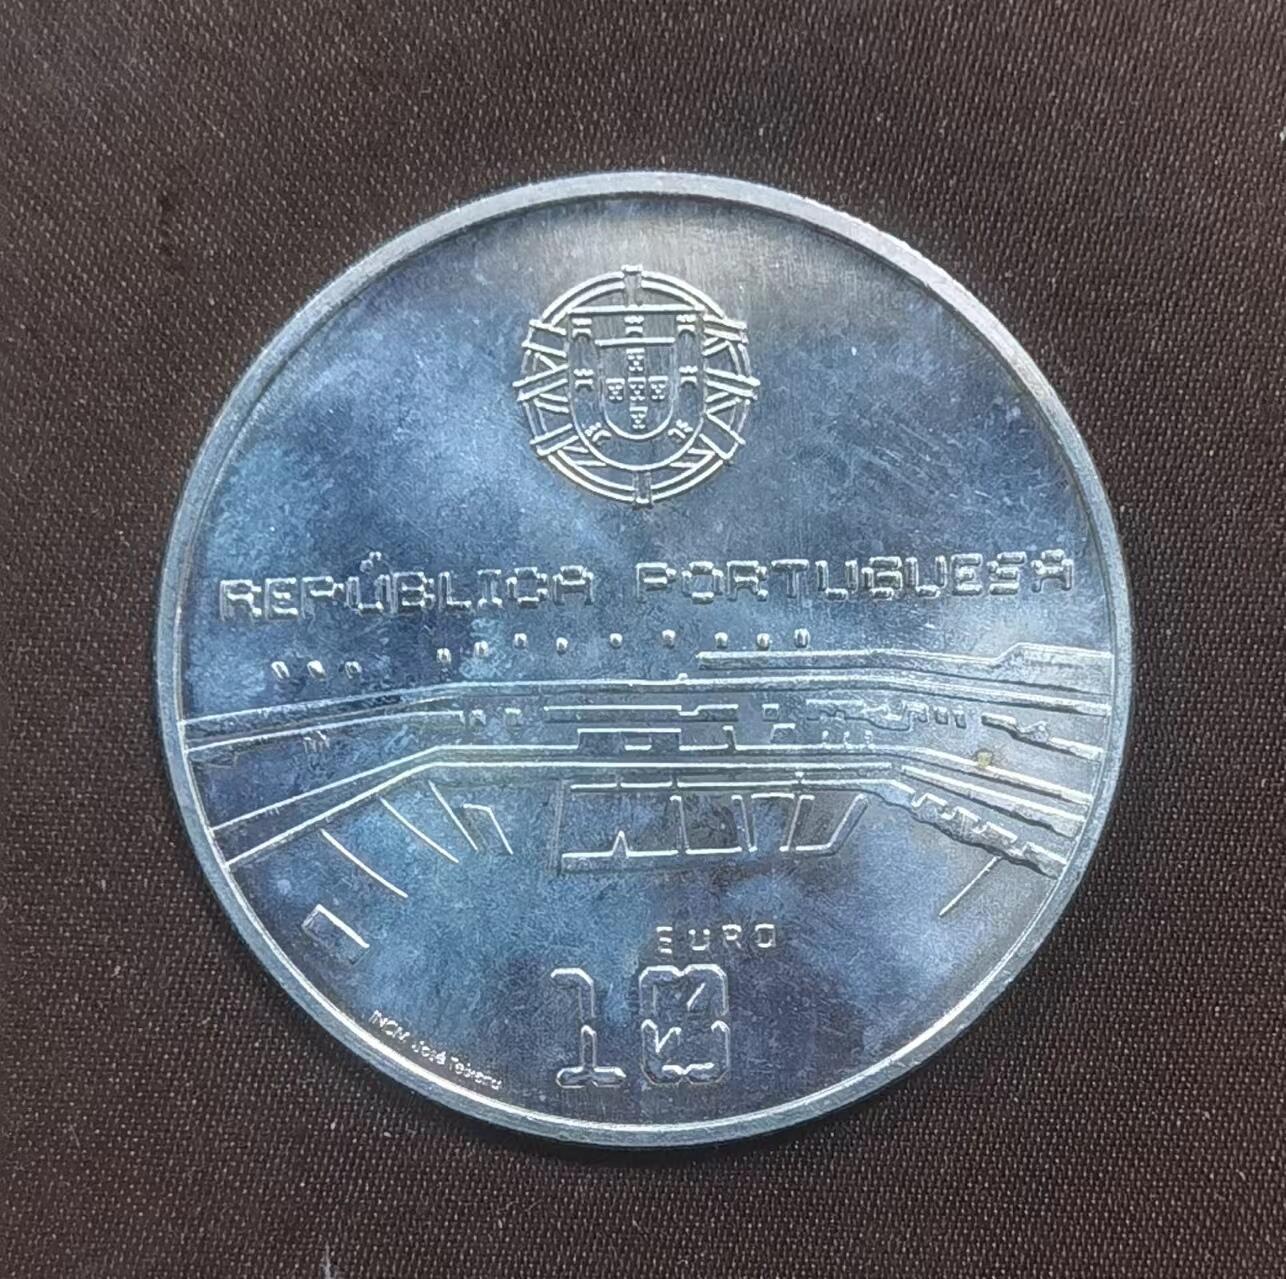 REPÚBLICA PORTUGUESA
EURO
10
INCM José Teixeira